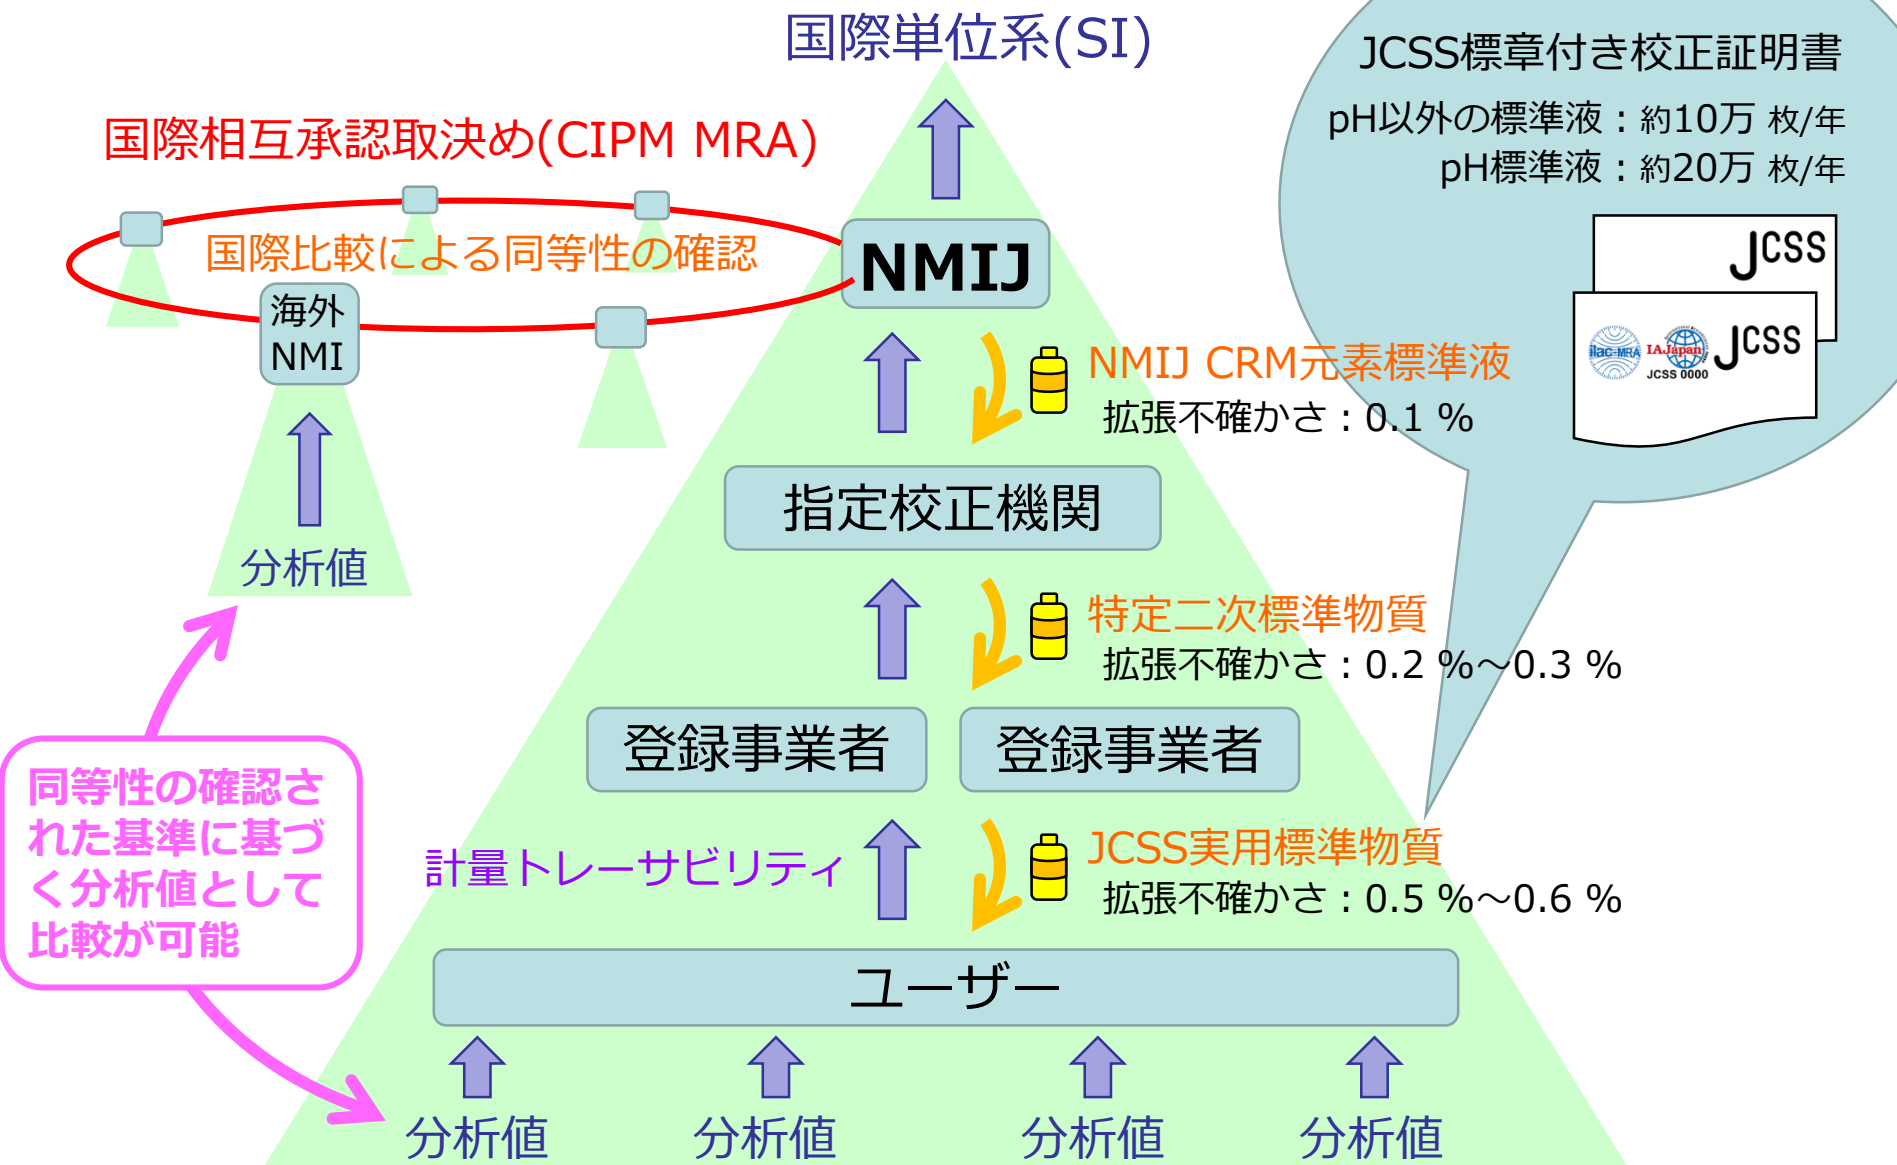 国際単位系(SI)
JCSS標章付き校正証明書
pH以外の標準液：約10万 枚/年
pH標準液：約20万 枚/年
JCSS
ilac-MRA
IAJapan
JCSS 0000
JCSS
国際相互承認取決め(CIPM MRA)
国際比較による同等性の確認
海外
NMI
分析値
NMIJ
NMIJ CRM元素標準液
拡張不確かさ：0.1 %
指定校正機関
特定二次標準物質
拡張不確かさ：0.2 %～0.3 %
登録事業者
登録事業者
同等性の確認さ
れた基準に基づ
く分析値として
比較が可能
計量トレーサビリティ
JCSS実用標準物質
拡張不確かさ：0.5 %～0.6 %
ユーザー
分析値
分析値
分析値
分析値